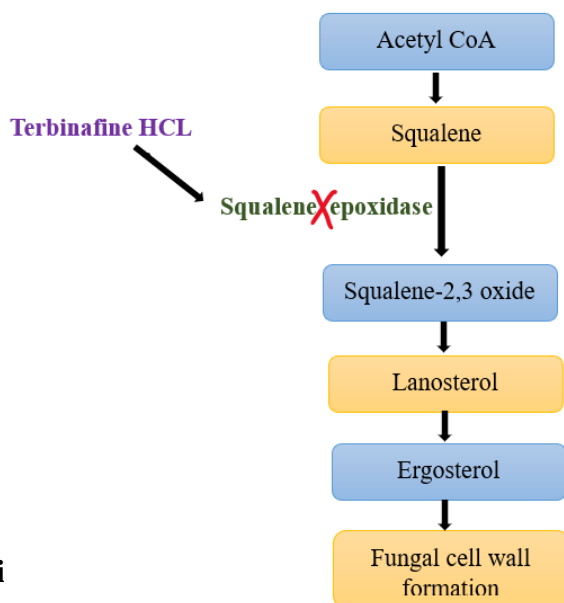 Acetyl CoA
Terbinafine HCL
Squalene
Squalene epoxidase
Squalene-2,3 oxide
Lanosterol
Ergosterol
Fungal cell wall
formation
i